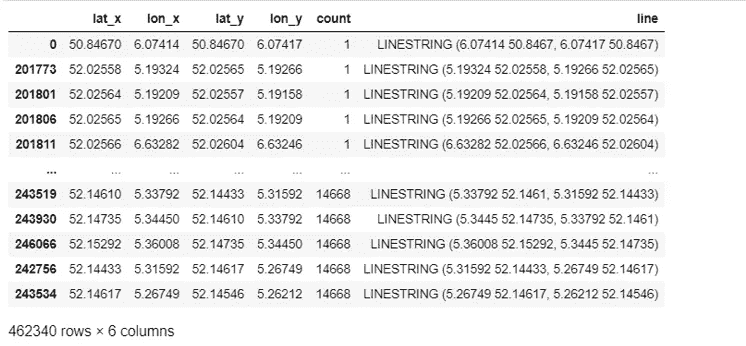 lat_x lon_x lat_y lon_y count line
0 50.84670 6.07414 50.84670 6.07417 1 LINESTRING (6.07414 50.8467, 6.07417 50.8467)
201773 52.02558 5.19324 52.02565 5.19266 1 LINESTRING (5.19324 52.02558, 5.19266 52.02565)
201801 52.02564 5.19209 52.02557 5.19158 1 LINESTRING (5.19209 52.02564, 5.19158 52.02557)
201806 52.02565 5.19266 52.02564 5.19209 1 LINESTRING (5.19266 52.02565, 5.19209 52.02564)
201811 52.02566 6.63282 52.02604 6.63246 1 LINESTRING (6.63282 52.02566, 6.63246 52.02604)
... ... ... ... ... ... ...
243519 52.14610 5.33792 52.14433 5.31592 14668 LINESTRING (5.33792 52.1461, 5.31592 52.14433)
243930 52.14735 5.34450 52.14610 5.33792 14668 LINESTRING (5.3445 52.14735, 5.33792 52.1461)
246066 52.15292 5.36008 52.14735 5.34450 14668 LINESTRING (5.36008 52.15292, 5.3445 52.14735)
242756 52.14433 5.31592 52.14617 5.26749 14668 LINESTRING (5.31592 52.14433, 5.26749 52.14617)
243534 52.14617 5.26749 52.14546 5.26212 14668 LINESTRING (5.26749 52.14617, 5.26212 52.14546)
462340 rows × 6 columns